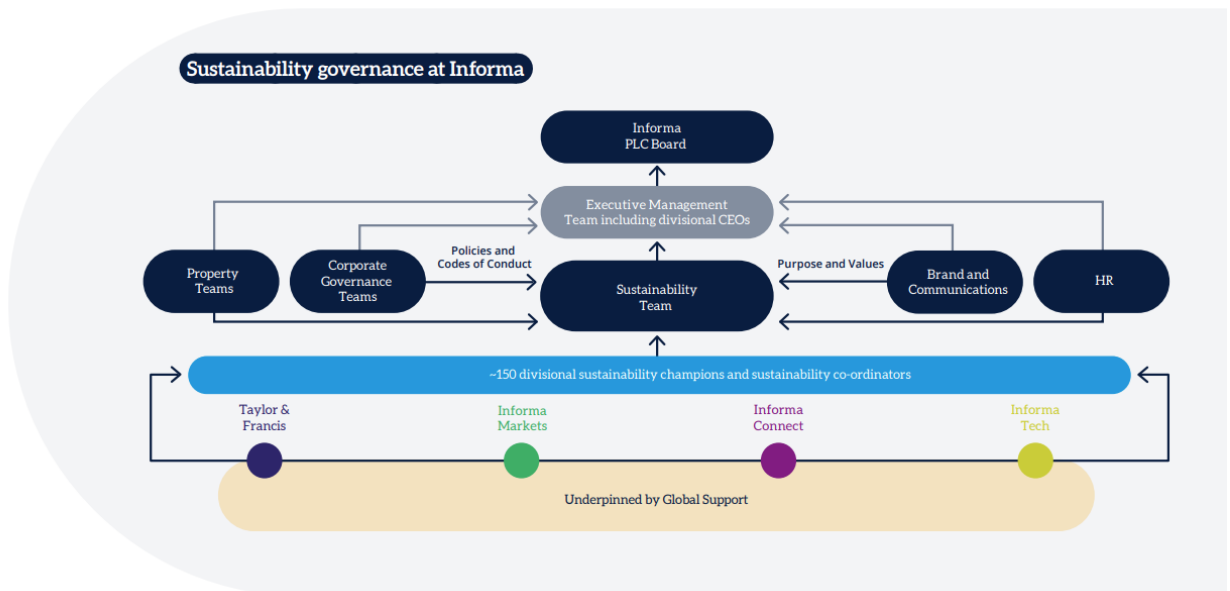 Sustainability governance at Informa
Informa
PLC Board
Executive Management
Team including divisional CEOs
Policies and
Codes of Conduct
Purpose and Values
Property
Teams
Corporate
Governance
Teams
Sustainability
Team
Brand and
Communications
HR
~150 divisional sustainability champions and sustainability co-ordinators
Taylor &
Francis
Informa
Markets
Informa
Connect
Informa
Tech
Underpinned by Global Support